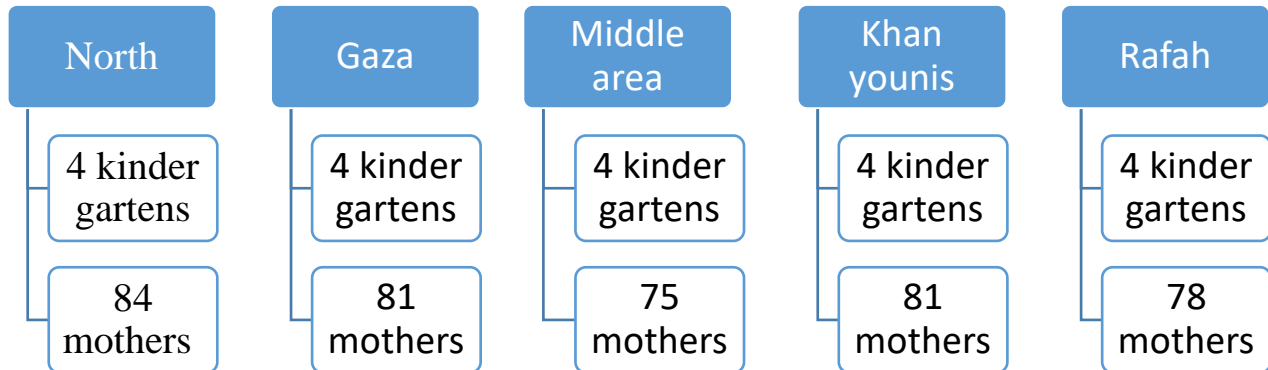 North
4 kinder
gartens
84
mothers
Gaza
4 kinder
gartens
81
mothers
Middle
area
4 kinder
gartens
75
mothers
Khan
younis
4 kinder
gartens
81
mothers
Rafah
4 kinder
gartens
78
mothers